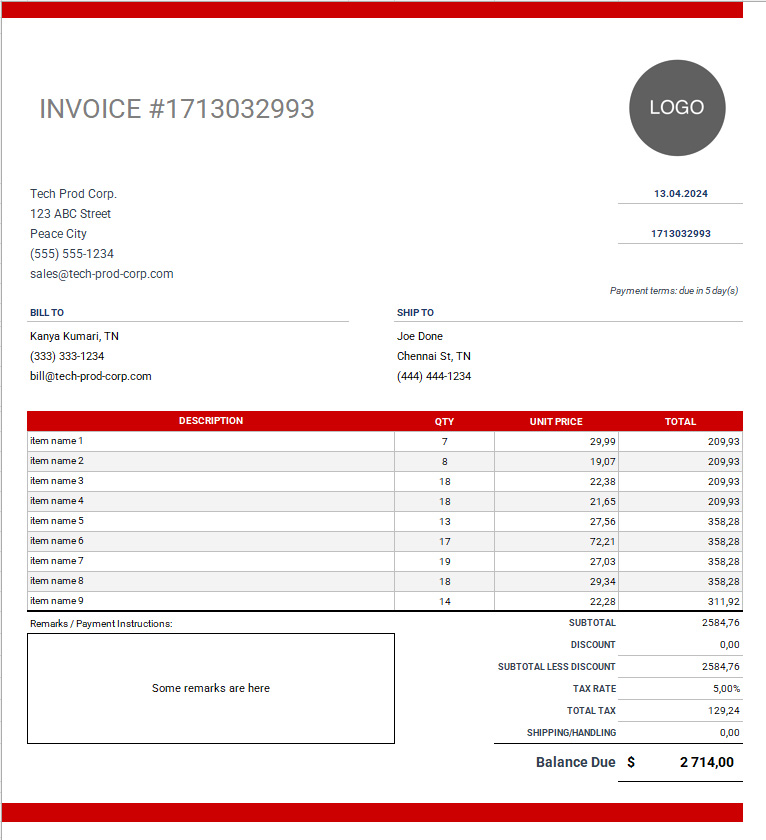 INVOICE #1713032993
LOGO
Tech Prod Corp.
13.04.2024
123 ABC Street
Peace City
1713032993
(555) 555-1234
sales@tech-prod-corp.com
Payment terms: due in 5 day(s)
BILL TO
SHIP TO
Kanya Kumari, TN
Joe Done
(333) 333-1234
Chennai St, TN
bill@tech-prod-corp.com
(444) 444-1234
DESCRIPTION QTY UNIT PRICE TOTAL
item name 1 7 29,99 209,93
item name 2 8 19,07 209,93
item name 3 18 22,38 209,93
item name 4 18 21,65 209,93
item name 5 13 27,56 358,28
item name 6 17 72,21 358,28
item name 7 19 27,03 358,28
item name 8 18 29,34 358,28
item name 9 14 22,28 311,92
Remarks / Payment Instructions:
SUBTOTAL 2584,76
DISCOUNT 0,00
SUBTOTAL LESS DISCOUNT 2584,76
Some remarks are here
TAX RATE 5,00%
TOTAL TAX 129,24
SHIPPING/HANDLING 0,00
Balance Due $ 2 714,00